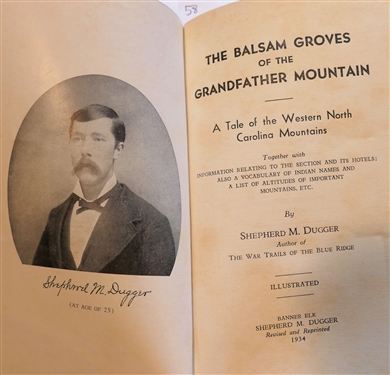 58
Shepherd M. Dugger
(AT AGE OF 25)
THE BALSAM GROVES
OF THE
GRANDFATHER MOUNTAIN
A Tale of the Western North
Carolina Mountains
Together with
INFORMATION RELATING TO THE SECTION AND ITS HOTELS;
ALSO A VOCABULARY OF INDIAN NAMES AND
A LIST OF ALTITUDES OF IMPORTANT
MOUNTAINS, ETC.
By
SHEPHERD M. DUGGER
Author of
THE WAR TRAILS OF THE BLUE RIDGE
ILLUSTRATED
BANNER ELK
SHEPHERD M. DUGGER
Revised and Reprinted
1934